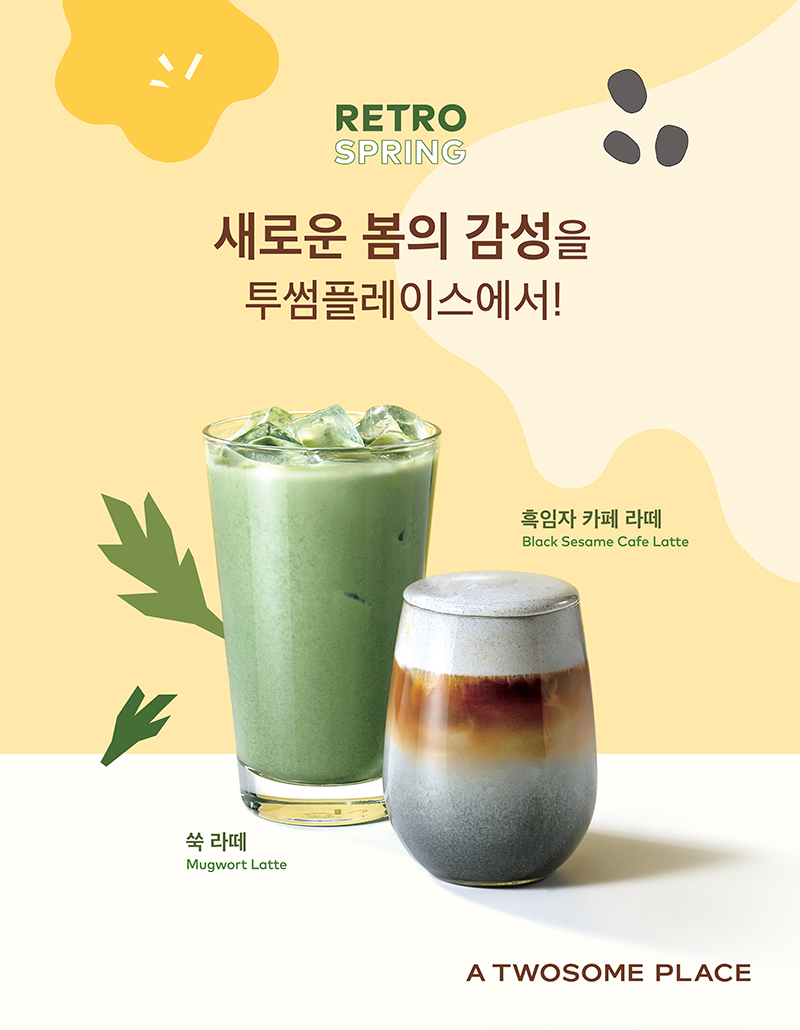 RETRO
SPRING
새로운 봄의 감성을
투썸플레이스에서!
흑임자 카페 라떼
Black Sesame Cafe Latte
쑥 라떼
Mugwort Latte
A TWOSOME PLACE